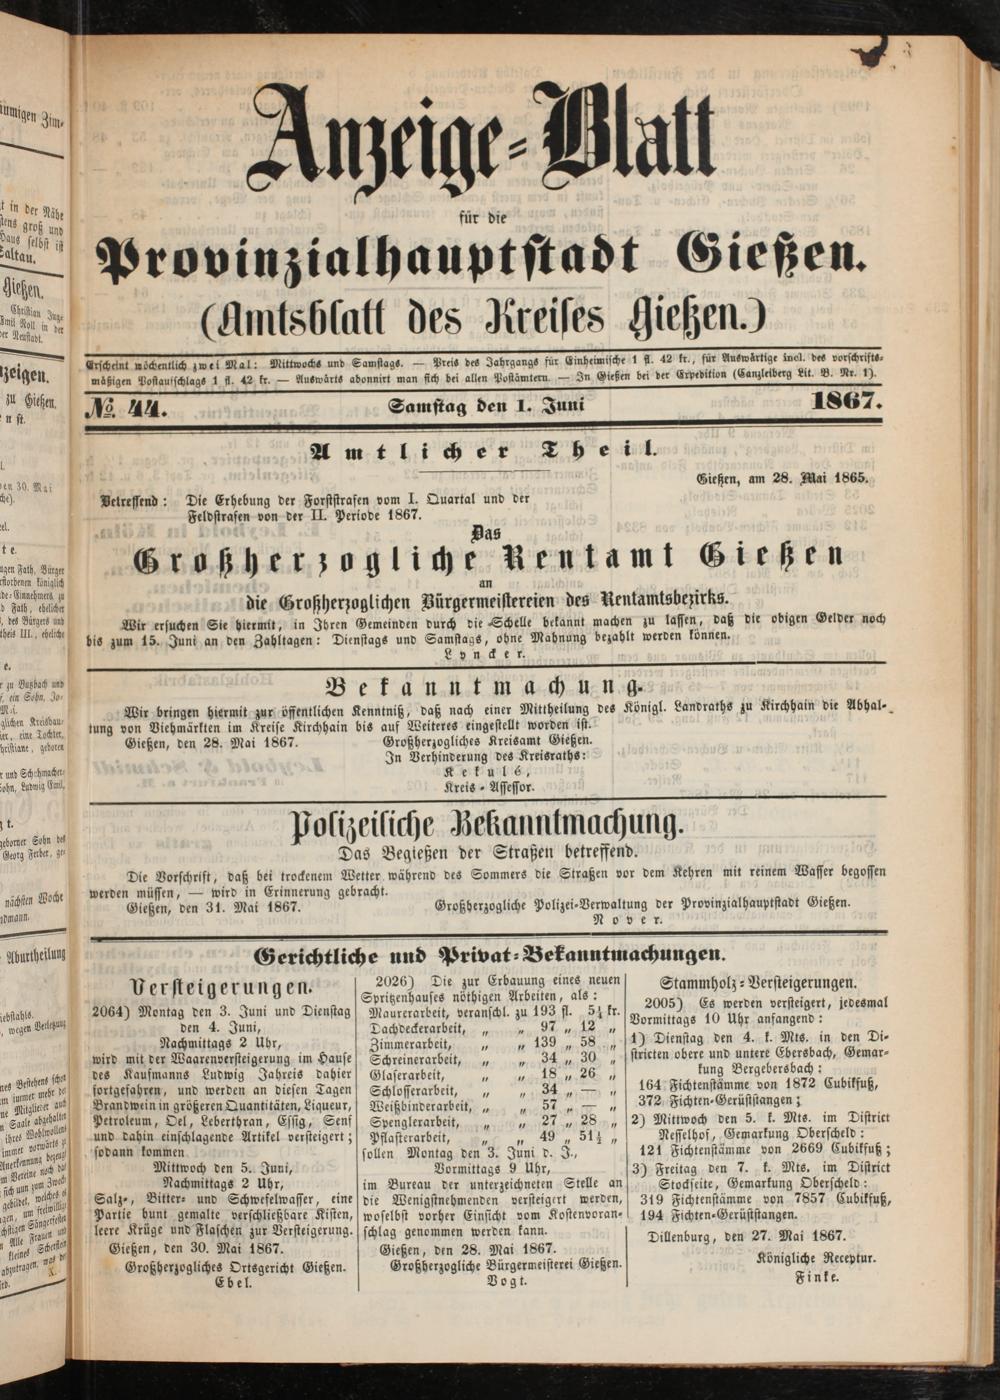 Anzeige-Blatt
für die
Provinzialhauptstadt Gießen.
(Amtsblatt des Kreises Gießen.)
Erscheint wöchentlich zwei Mal: Mittwochs und Samstags. — Preis des Jahrgangs für Einheimische 1 fl. 42 kr., für Auswärtige incl. des vorschrifts-
mäßigen Postaufschlags 1 fl. 42 kr. — Auswärts abonnirt man sich bei allen Postämtern. — In Gießen bei der Expedition (Canzleiberg Lit. B. Nr. 1).
№ 44. Samstag den 1. Juni 1867.
Amtlicher Theil.
Gießen, am 28. Mai 1865.
Betreffend: Die Erhebung der Forststrafen vom I. Quartal und der
Feldstrafen von der II. Periode 1867.
Das
Großherzogliche Rentamt Gießen
an
die Großherzoglichen Bürgermeistereien des Rentamtsbezirks.
Wir ersuchen Sie hiermit, in Ihren Gemeinden durch die Schelle bekannt machen zu lassen, daß die obigen Gelder noch
bis zum 15. Juni an den Zahltagen: Dienstags und Samstags, ohne Mahnung bezahlt werden können.
Lyncker.
Bekanntmachung.
Wir bringen hiermit zur öffentlichen Kenntniß, daß nach einer Mittheilung des Königl. Landraths zu Kirchhain die Abhal-
tung von Viehmärkten im Kreise Kirchhain bis auf Weiteres eingestellt worden ist.
Gießen, den 28. Mai 1867. Großherzogliches Kreisamt Gießen.
In Verhinderung des Kreisraths:
Kekulé,
Kreis-Assessor.
Polizeiliche Bekanntmachung.
Das Begießen der Straßen betreffend.
Die Vorschrift, daß bei trockenem Wetter während des Sommers die Straßen vor dem Kehren mit reinem Wasser begossen
werden müssen, — wird in Erinnerung gebracht.
Gießen, den 31. Mai 1867. Großherzogliche Polizei-Verwaltung der Provinzialhauptstadt Gießen.
Nover.
Gerichtliche und Privat-Bekanntmachungen.
Versteigerungen.
2064) Montag den 3. Juni und Dienstag
den 4. Juni,
Nachmittags 2 Uhr,
wird mit der Waarenversteigerung im Hause
des Kaufmanns Ludwig Jahreis dahier
fortgefahren, und werden an diesen Tagen
Brandwein in größeren Quantitäten, Liqueur,
Petroleum, Oel, Leberthran, Essig, Senf
und dahin einschlagende Artikel versteigert;
sodann kommen
Mittwoch den 5. Juni,
Nachmittags 2 Uhr,
Salz-, Bitter- und Schwefelwasser, eine
Partie bunt gemalte verschließbare Kisten,
leere Krüge und Flaschen zur Versteigerung.
Gießen, den 30. Mai 1867.
Großherzogliches Ortsgericht Gießen.
Ebel.
2026) Die zur Erbauung eines neuen
Spritzenhauses nöthigen Arbeiten, als:
Maurerarbeit, veranschl. zu 193 fl. 5¼ kr.
Dachdeckerarbeit, „ „ 97 „ 12 „
Zimmerarbeit, „ „ 139 „ 58 „
Schreinerarbeit, „ „ 34 „ 30 „
Glaserarbeit, „ „ 18 „ 26 „
Schlosserarbeit, „ „ 34 „ — „
Weißbinderarbeit, „ „ 57 „ — „
Spenglerarbeit, „ „ 27 „ 28 „
Pflasterarbeit, „ „ 49 „ 51½ „
sollen Montag den 3. Juni d. J.,
Vormittags 9 Uhr,
im Bureau der unterzeichneten Stelle an
die Wenigstnehmenden versteigert werden,
woselbst vorher Einsicht vom Kostenvoran-
schlag genommen werden kann.
Gießen, den 28. Mai 1867.
Großherzogliche Bürgermeisterei Gießen.
Vogt.
Stammholz-Versteigerungen.
2005) Es werden versteigert, jedesmal
Vormittags 10 Uhr anfangend:
1) Dienstag den 4. k. Mts. in den Di-
stricten obere und untere Ebersbach, Gemar-
kung Bergebersbach:
164 Fichtenstämme von 1872 Cubikfuß,
372 Fichten-Gerüststangen;
2) Mittwoch den 5. k. Mts. im District
Nesselhof, Gemarkung Oberscheld:
121 Fichtenstämme von 2669 Cubikfuß;
3) Freitag den 7. k. Mts. im District
Stockseite, Gemarkung Oberscheld:
319 Fichtenstämme von 7857 Cubikfuß,
194 Fichten-Gerüststangen.
Dillenburg, den 27. Mai 1867.
Königliche Receptur.
Finke.